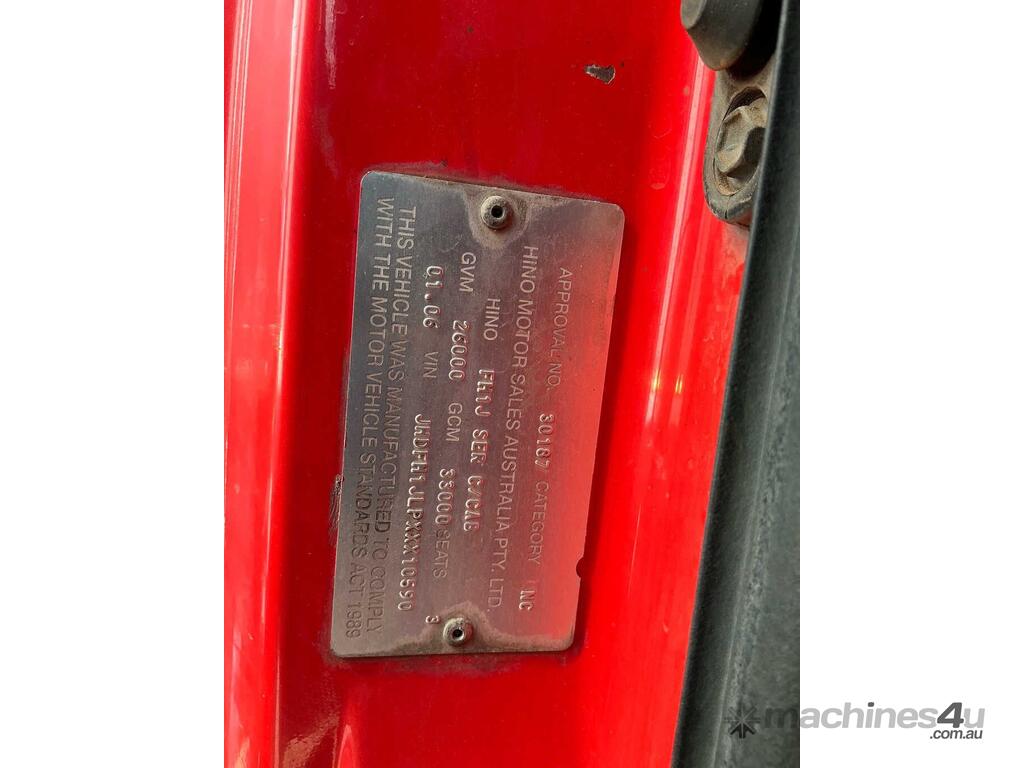 APPROVAL NO. 30187 CATEGORY NC
HINO MOTOR SALES AUSTRALIA PTY. LTD.
HINO FM1J SER C/CAB
GVM 26000 GCM 33000 SEATS 3
01.06 VIN JHDFM1JLPXXX10590
THIS VEHICLE WAS MANUFACTURED TO COMPLY
WITH THE MOTOR VEHICLE STANDARDS ACT 1989
machines4u
.com.au